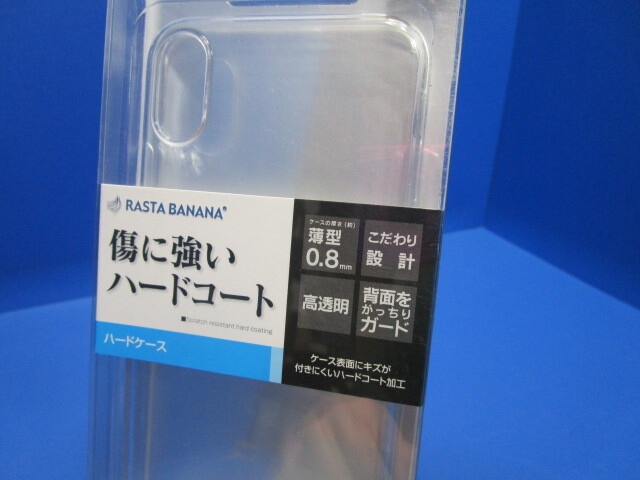 RASTA BANANA®
傷に強い
ハードコート
■Scratch-resistant hard coating
ハードケース
ケースの厚さ(約)
薄型
0.8mm
こだわり
設計
高透明
背面を
がっちり
ガード
ケース表面にキズが
付きにくいハードコート加工